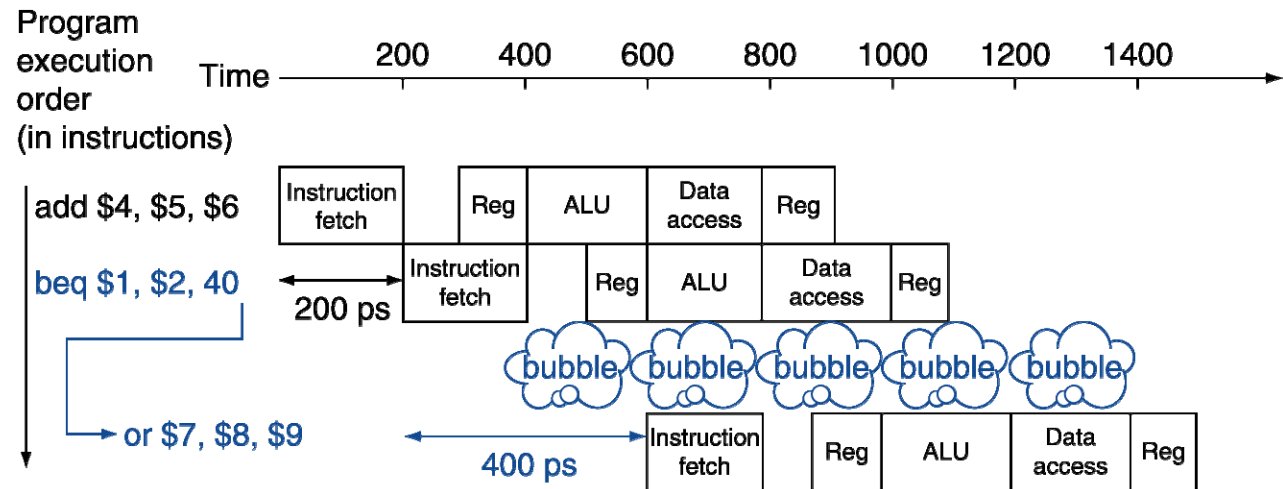 Program
execution
order
(in instructions)
Time
200 400 600 800 1000 1200 1400
add $4, $5, $6
Instruction
fetch
Reg
ALU
Data
access
Reg
beq $1, $2, 40
200 ps
Instruction
fetch
Reg
ALU
Data
access
Reg
bubble bubble bubble bubble bubble
or $7, $8, $9
400 ps
Instruction
fetch
Reg
ALU
Data
access
Reg